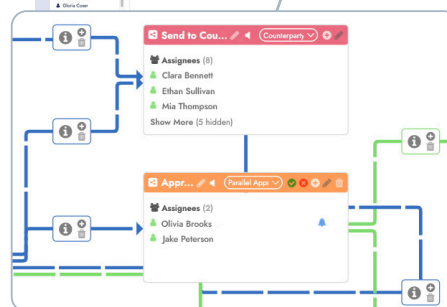 Gloria Coser
Send to Cou...
Counterparty
Assignees (8)
Clara Bennett
Ethan Sullivan
Mia Thompson
Show More (5 hidden)
Appr...
Parallel Appr
Assignees (2)
Olivia Brooks
Jake Peterson